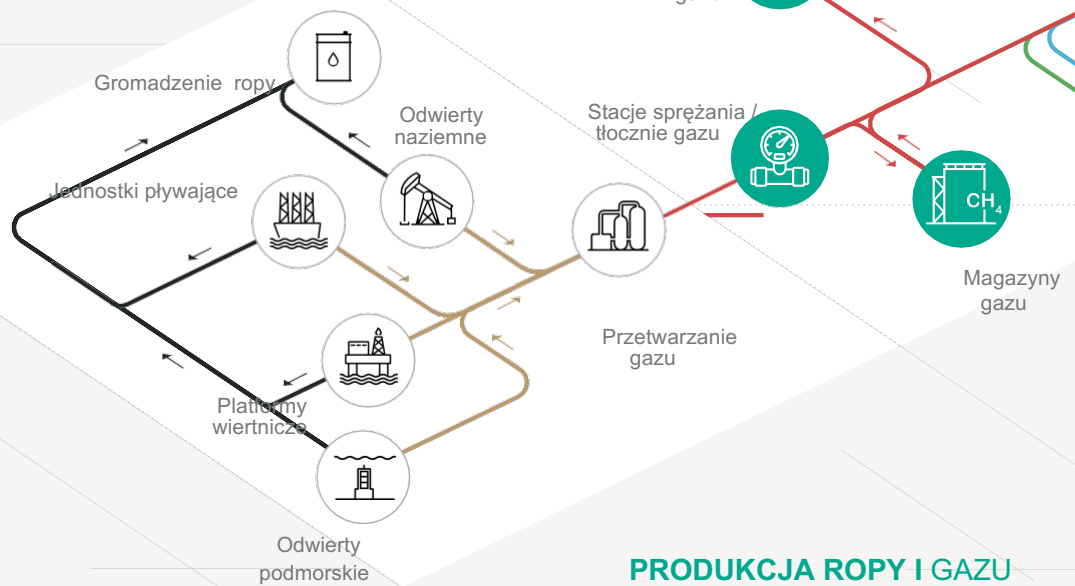 Gromadzenie ropy
Odwierty
naziemne
Stacje sprężania /
tłocznie gazu
Jednostki pływające
CH₄
Magazyny
gazu
Przetwarzanie
gazu
Platformy
wiertnicze
Odwierty
podmorskie
PRODUKCJA ROPY I GAZU